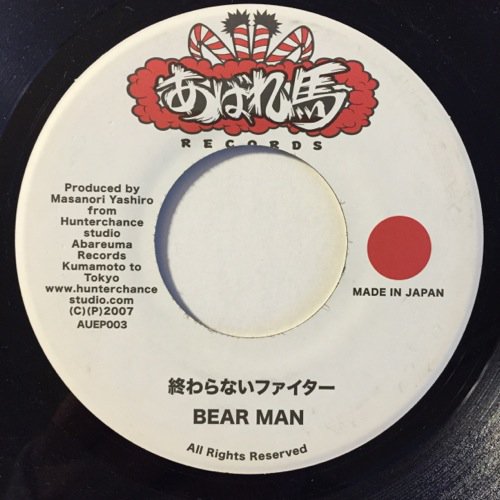 あばれ馬
RECORDS
Produced by
Masanori Yashiro
from
Hunterchance
studio
Abareuma
Records
Kumamoto to
Tokyo
www.hunterchance
studio.com
(C)(P)2007
AUEP003
MADE IN JAPAN
終わらないファイター
BEAR MAN
All Rights Reserved